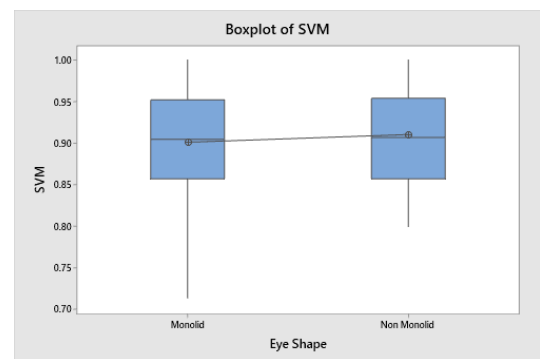 Boxplot of SVM
1.00
0.95
0.90
0.85
0.80
0.75
0.70
SVM
Monolid
Non Monolid
Eye Shape